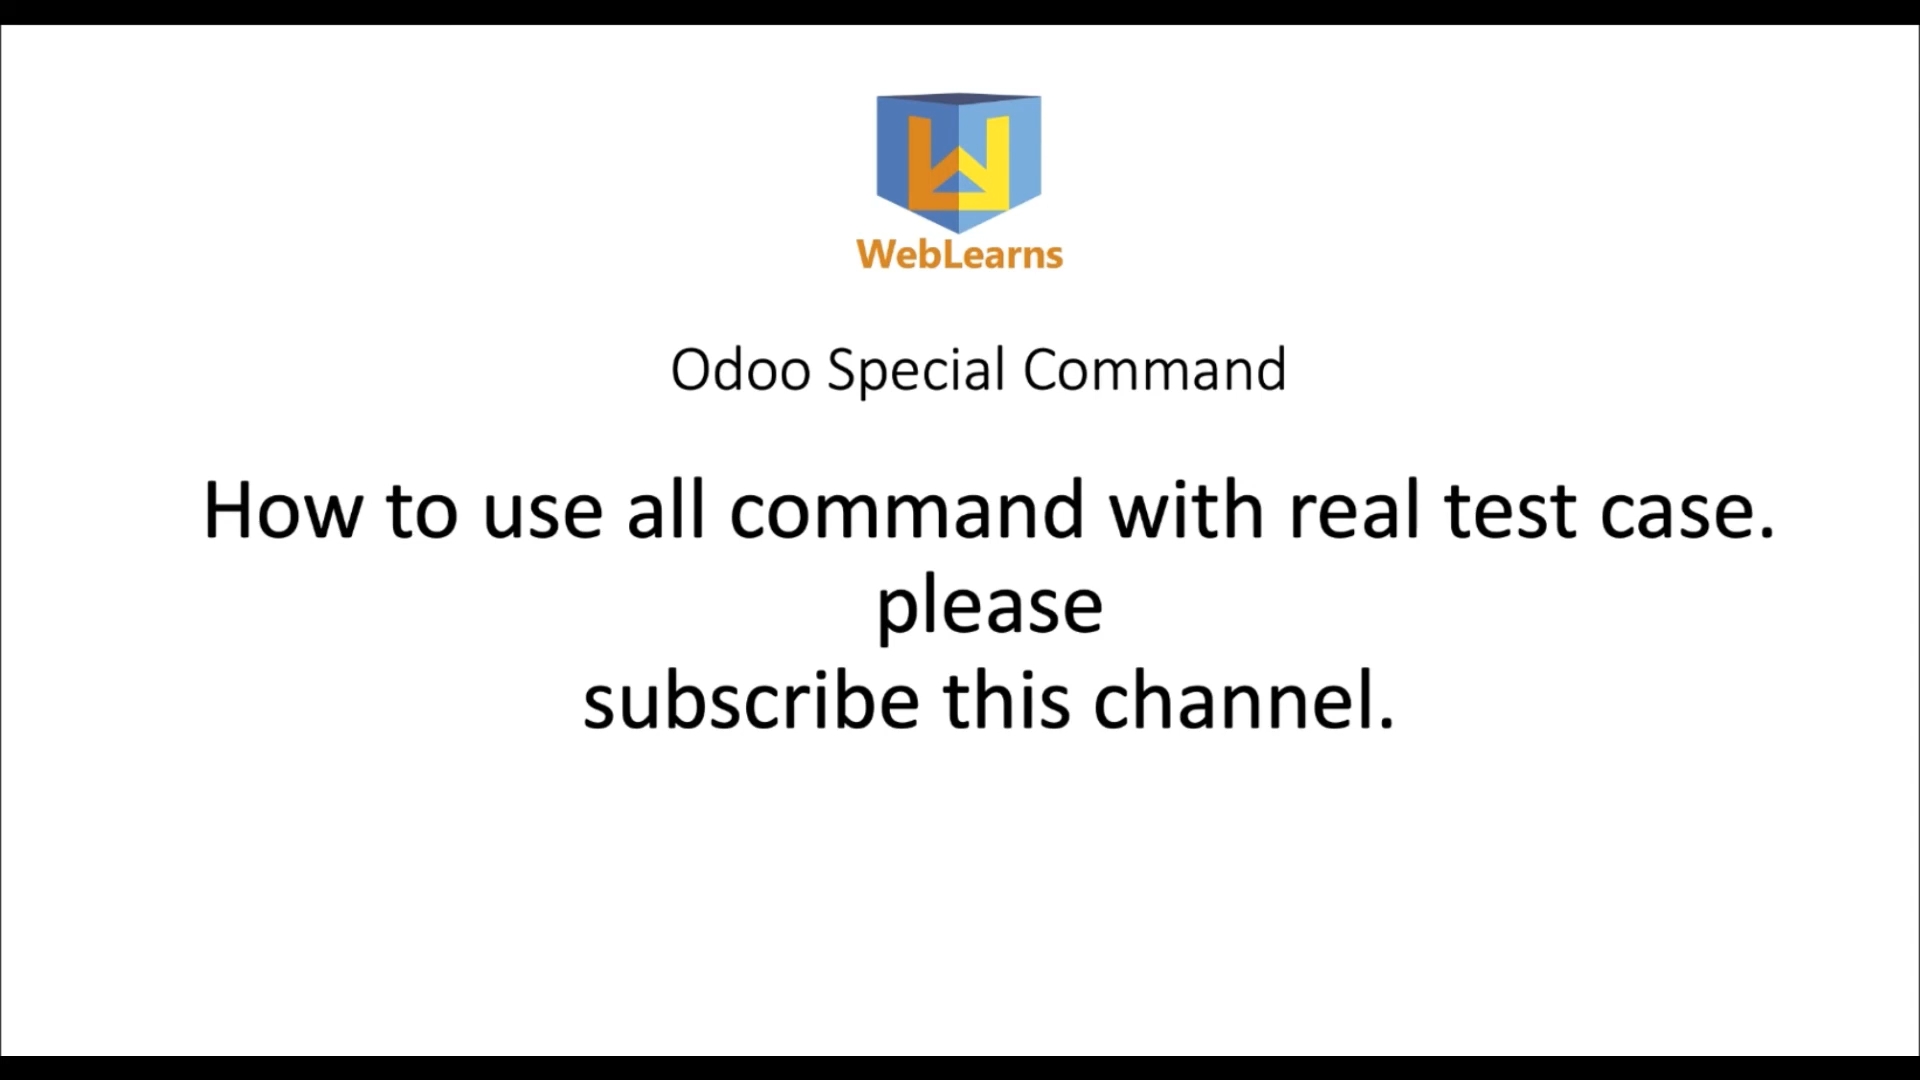 WebLearns
Odoo Special Command
How to use all command with real test case.
please
subscribe this channel.